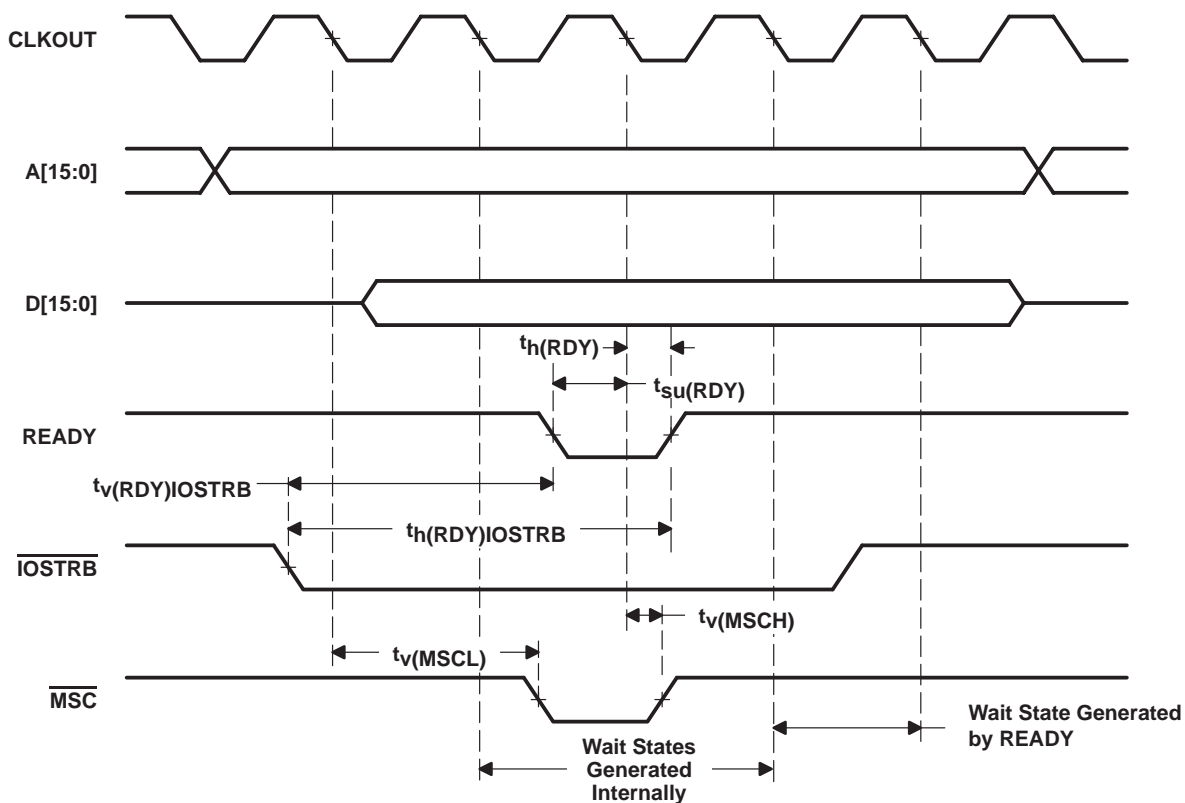 CLKOUT
A[15:0]
D[15:0]
th(RDY)
tsu(RDY)
READY
tv(RDY)IOSTRB
th(RDY)IOSTRB
IOSTRB
tv(MSCH)
tv(MSCL)
MSC
Wait State Generated
by READY
Wait States
Generated
Internally